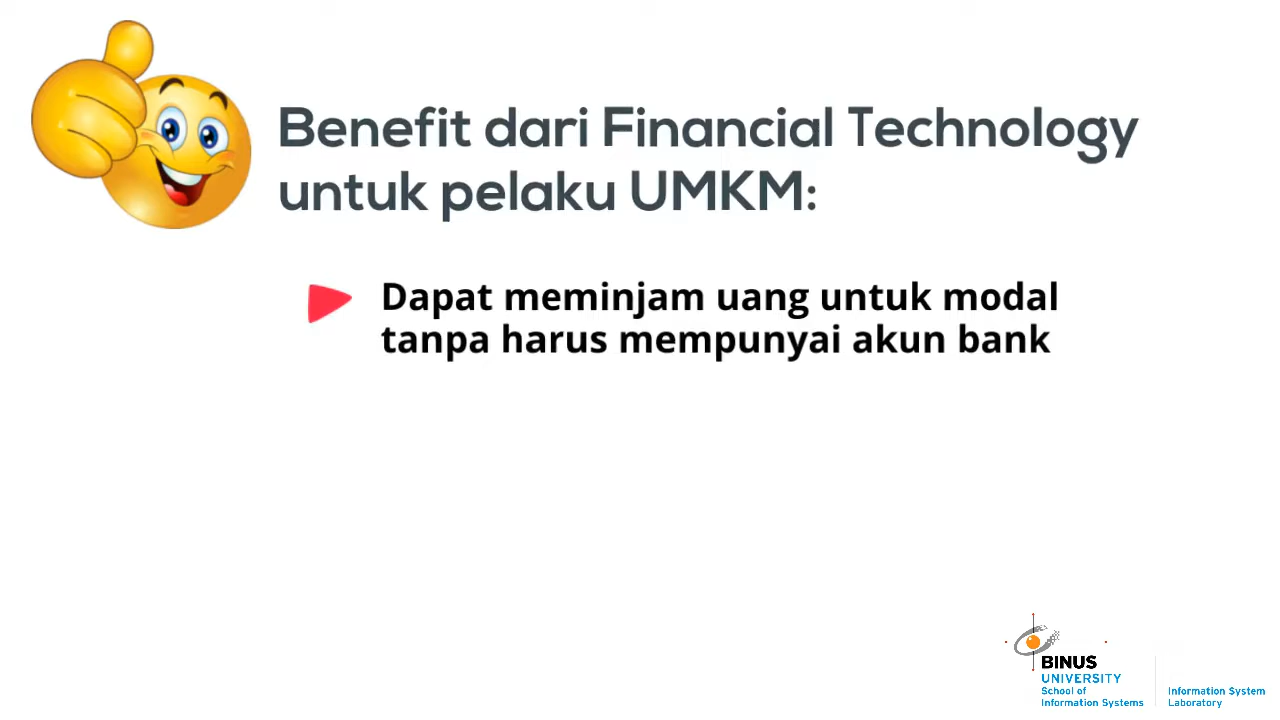 Benefit dari Financial Technology
untuk pelaku UMKM:
Dapat meminjam uang untuk modal
tanpa harus mempunyai akun bank
BINUS
UNIVERSITY
School of
Information Systems
Information System
Laboratory